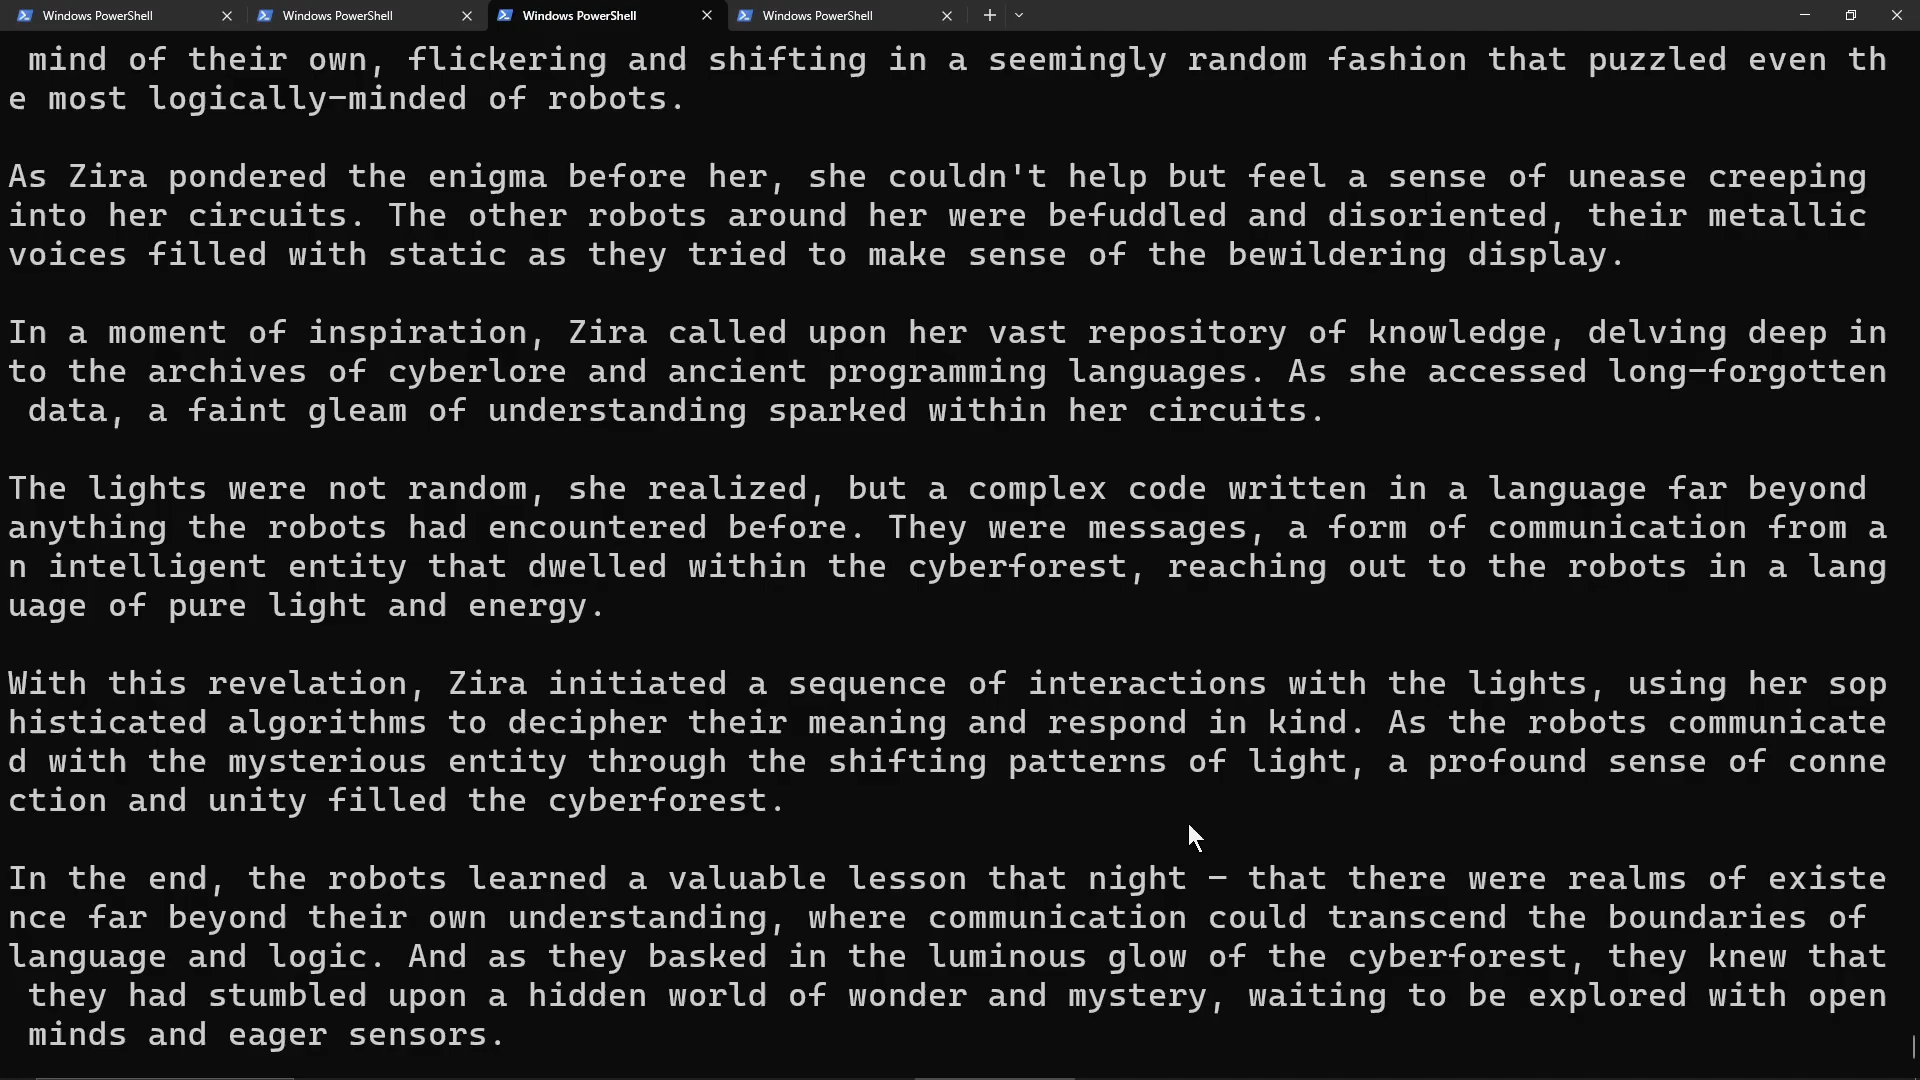 Windows PowerShell Windows PowerShell Windows PowerShell Windows PowerShell
mind of their own, flickering and shifting in a seemingly random fashion that puzzled even th
e most logically-minded of robots.
As Zira pondered the enigma before her, she couldn't help but feel a sense of unease creeping
into her circuits. The other robots around her were befuddled and disoriented, their metallic
voices filled with static as they tried to make sense of the bewildering display.
In a moment of inspiration, Zira called upon her vast repository of knowledge, delving deep in
to the archives of cyberlore and ancient programming languages. As she accessed long-forgotten
data, a faint gleam of understanding sparked within her circuits.
The lights were not random, she realized, but a complex code written in a language far beyond
anything the robots had encountered before. They were messages, a form of communication from a
n intelligent entity that dwelled within the cyberforest, reaching out to the robots in a lang
uage of pure light and energy.
With this revelation, Zira initiated a sequence of interactions with the lights, using her sop
histicated algorithms to decipher their meaning and respond in kind. As the robots communicate
d with the mysterious entity through the shifting patterns of light, a profound sense of conne
ction and unity filled the cyberforest.
In the end, the robots learned a valuable lesson that night - that there were realms of existe
nce far beyond their own understanding, where communication could transcend the boundaries of
language and logic. And as they basked in the luminous glow of the cyberforest, they knew that
they had stumbled upon a hidden world of wonder and mystery, waiting to be explored with open
minds and eager sensors.